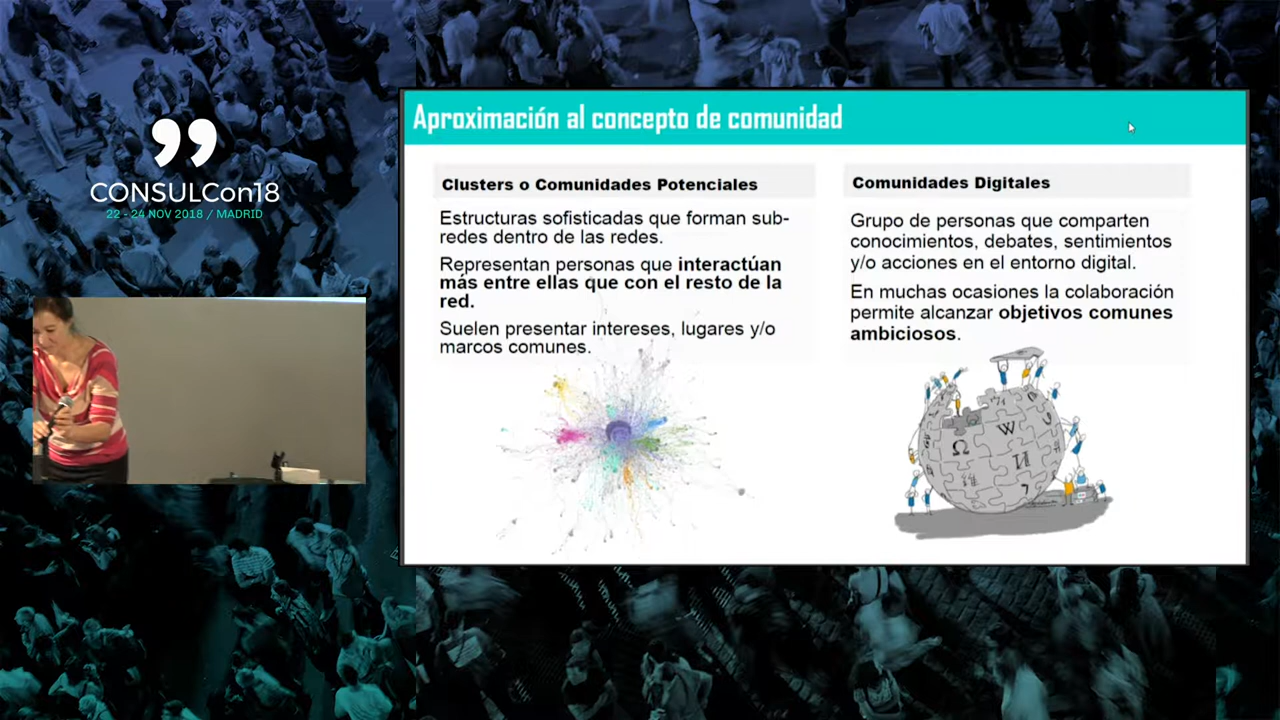 CONSULCon18
22 - 24 NOV 2018 / MADRID
Aproximación al concepto de comunidad
Clusters o Comunidades Potenciales
Estructuras sofisticadas que forman sub-
redes dentro de las redes.
Representan personas que interactúan
más entre ellas que con el resto de la
red.
Suelen presentar intereses, lugares y/o
marcos comunes.
Comunidades Digitales
Grupo de personas que comparten
conocimientos, debates, sentimientos
y/o acciones en el entorno digital.
En muchas ocasiones la colaboración
permite alcanzar objetivos comunes
ambiciosos.
Ω W И